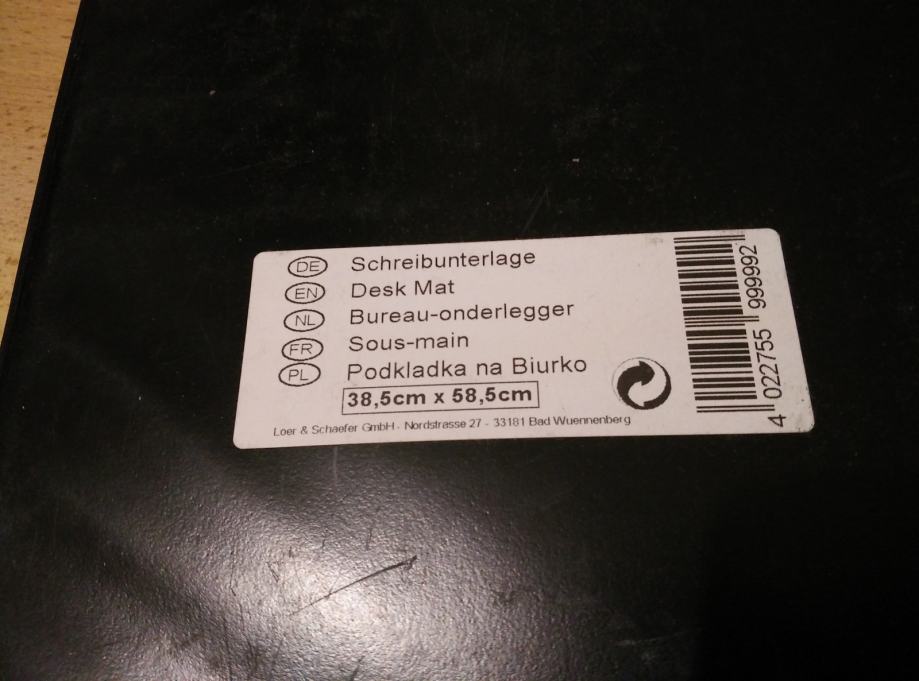 DE Schreibunterlage
EN Desk Mat
NL Bureau-onderlegger
FR Sous-main
PL Podkladka na Biurko
38,5cm x 58,5cm
Loer & Schaefer GmbH - Nordstrasse 27 - 33181 Bad Wuennenberg
4 022755 999992